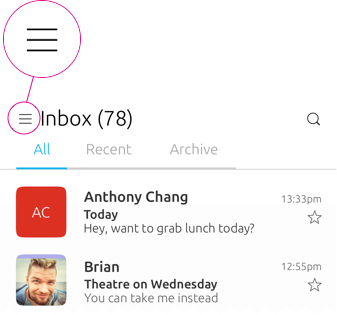 Inbox (78)
All Recent Archive
AC
Anthony Chang 13:33pm
Today
Hey, want to grab lunch today?
Brian 12:55pm
Theatre on Wednesday
You can take me instead